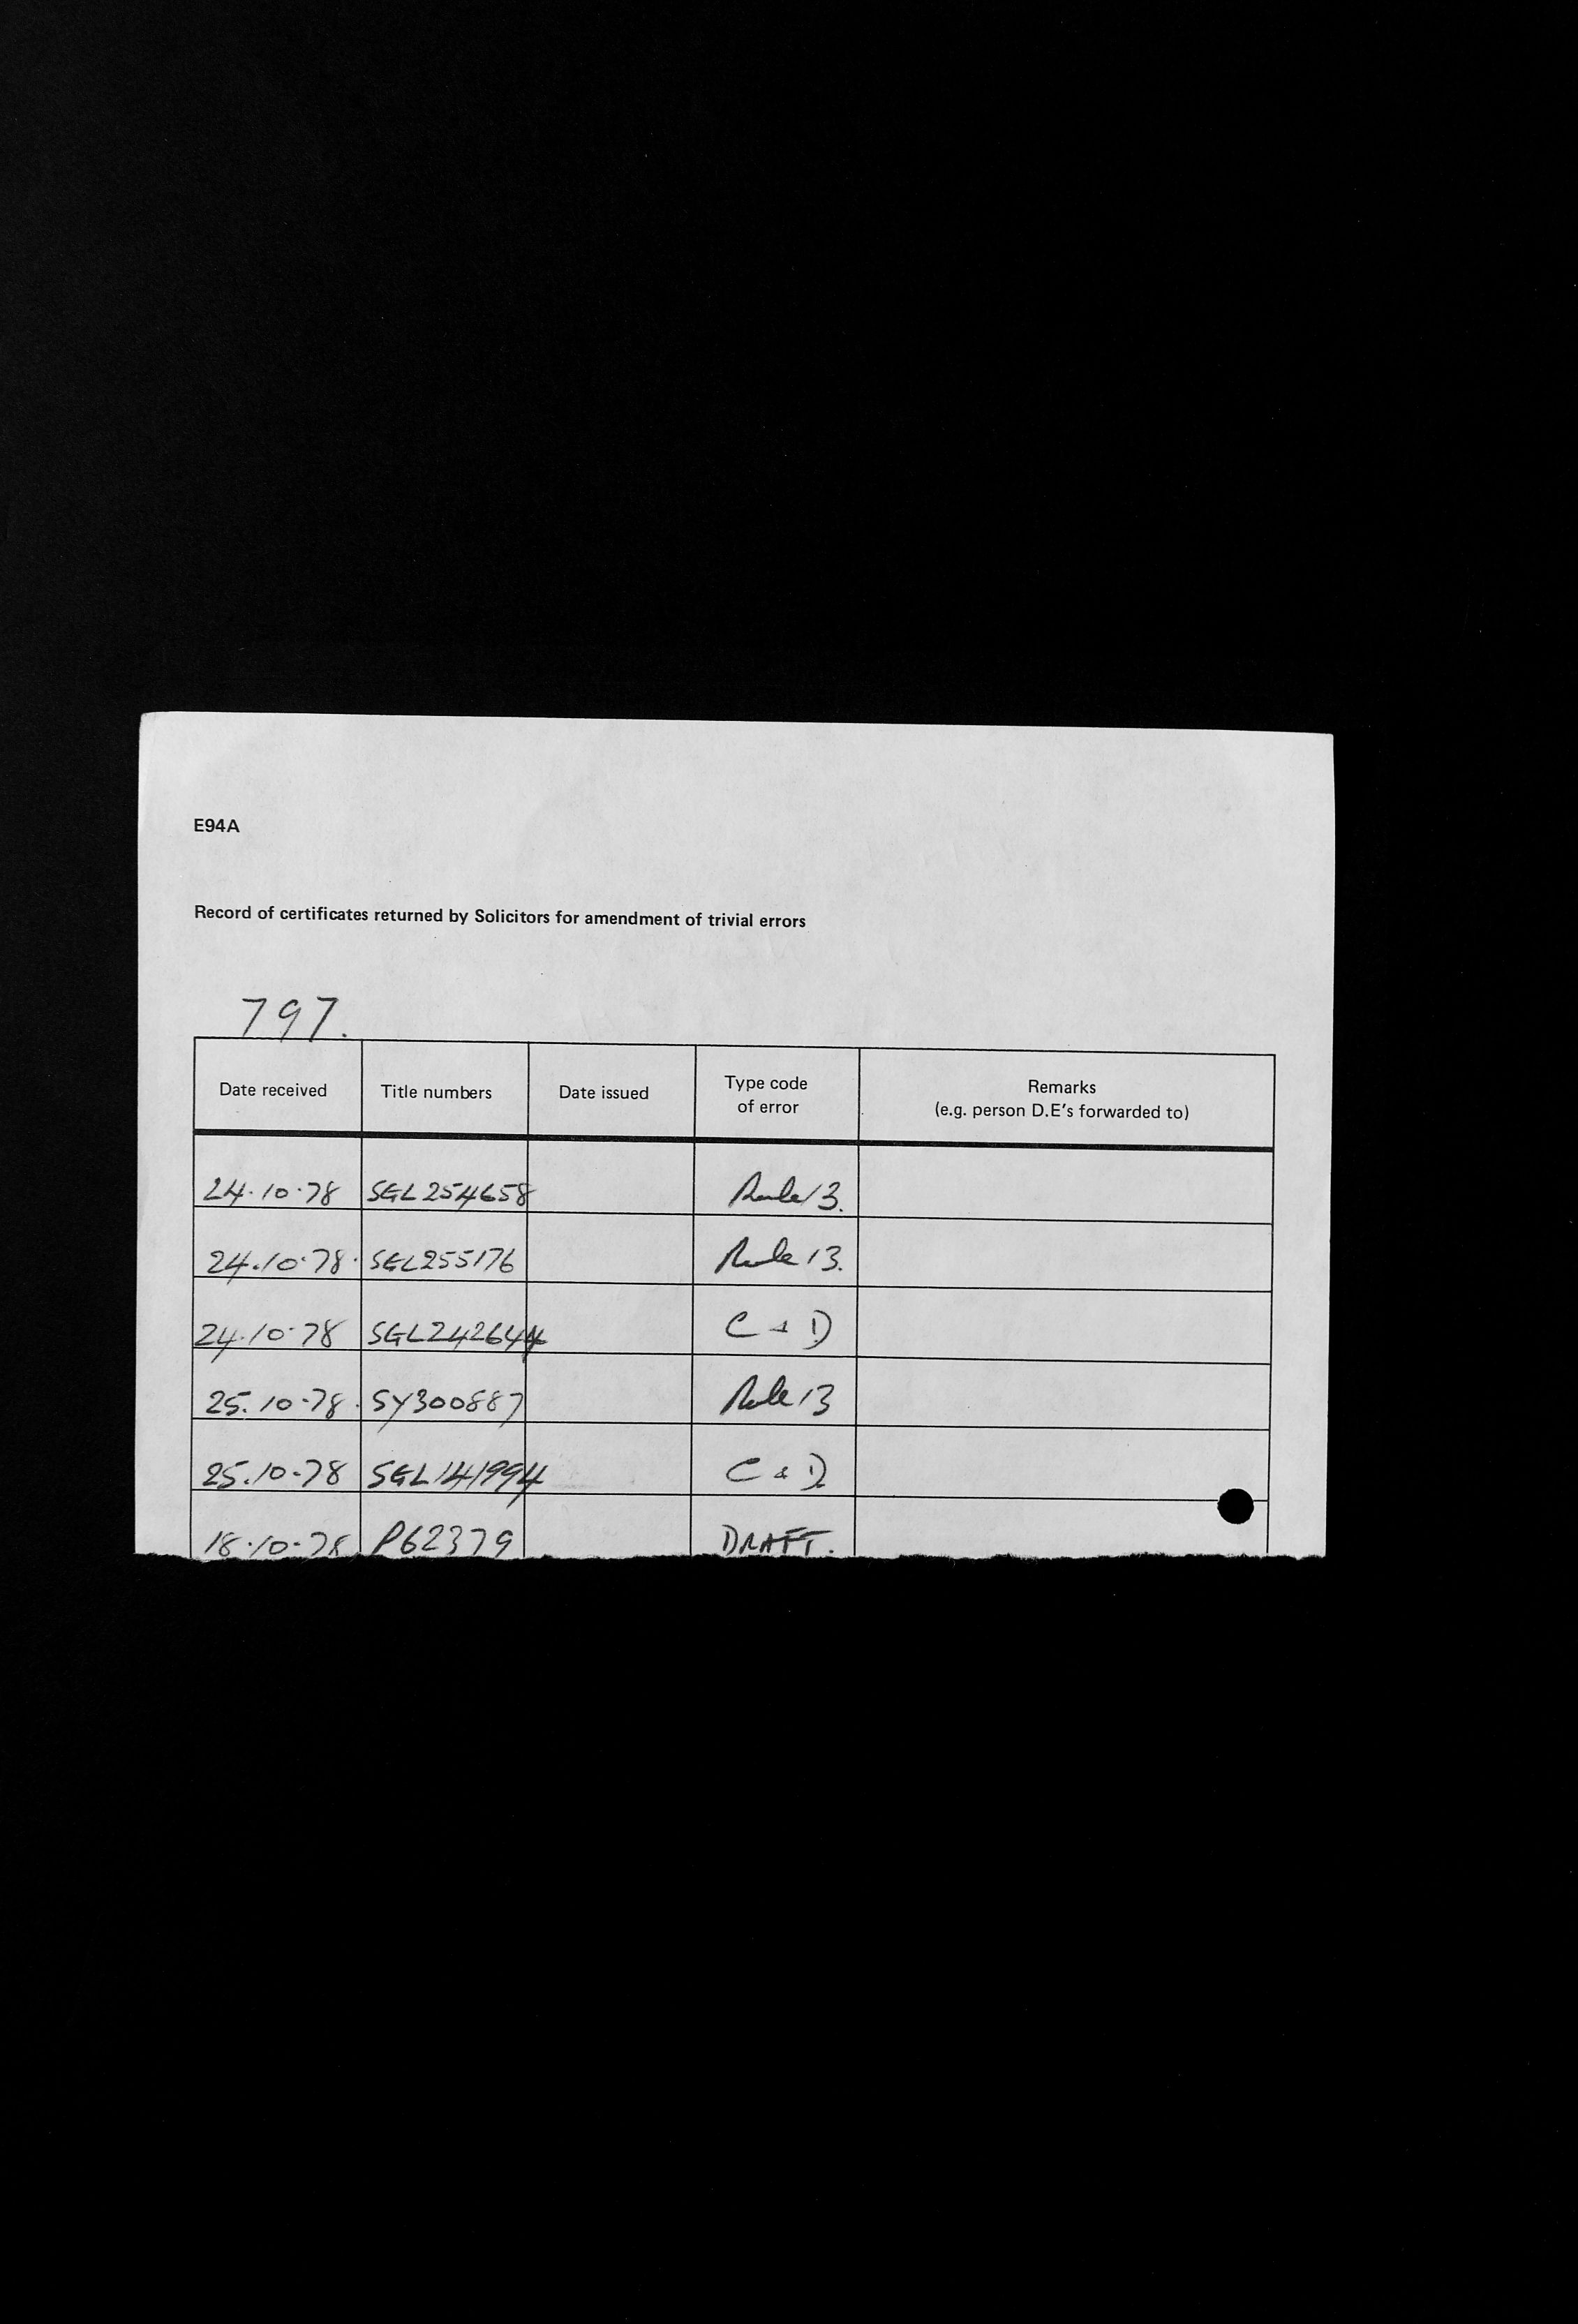 E94A
Record of certificates returned by Solicitors for amendment of trivial errors
797.
Date received Title numbers Date issued Type code of error Remarks (e.g. person D.E's forwarded to)
24.10.78 SGL254658 Rule 13.
24.10.78. SGL255176 Rule 13.
24.10.78 SGL242644 C & D
25.10.78. SY300887 Rule 13
25.10.78 SGL141994 C & D
18.10.78 P62379 DRAFT.